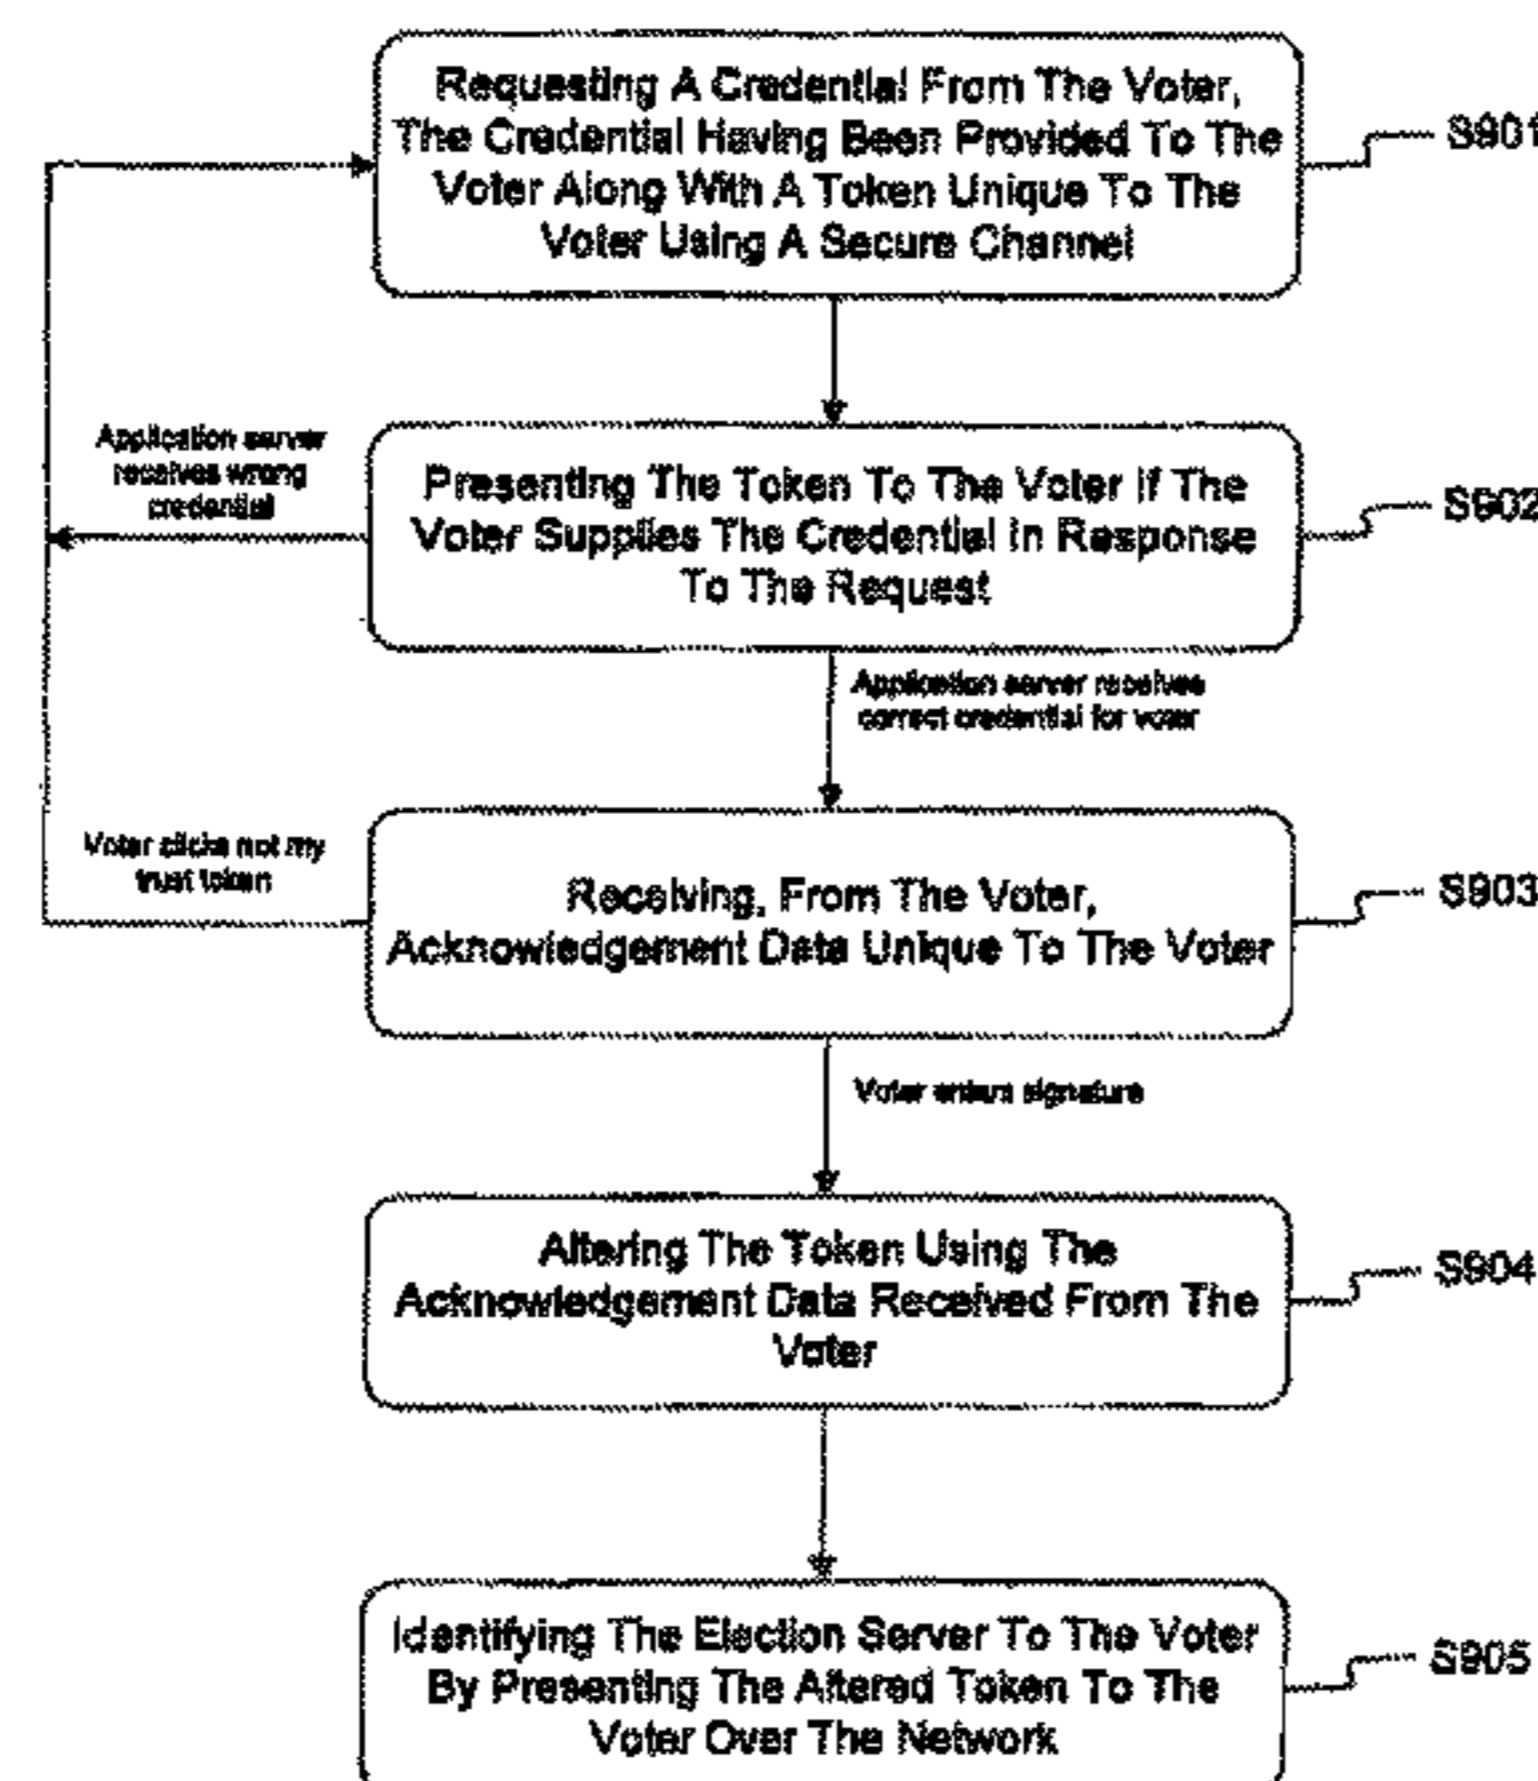 Requesting A Credential From The Voter,
The Credential Having Been Provided To The
Voter Along With A Token Unique To The
Voter Using A Secure Channel
S901
Application server
receives wrong
credential
Presenting The Token To The Voter If The
Voter Supplies The Credential In Response
To The Request
S902
Application server receives
correct credential for voter
Voter clicks not my
trust token
Receiving, From The Voter,
Acknowledgement Data Unique To The Voter
S903
Voter enters signature
Altering The Token Using The
Acknowledgement Data Received From The
Voter
S904
Identifying The Election Server To The Voter
By Presenting The Altered Token To The
Voter Over The Network
S905